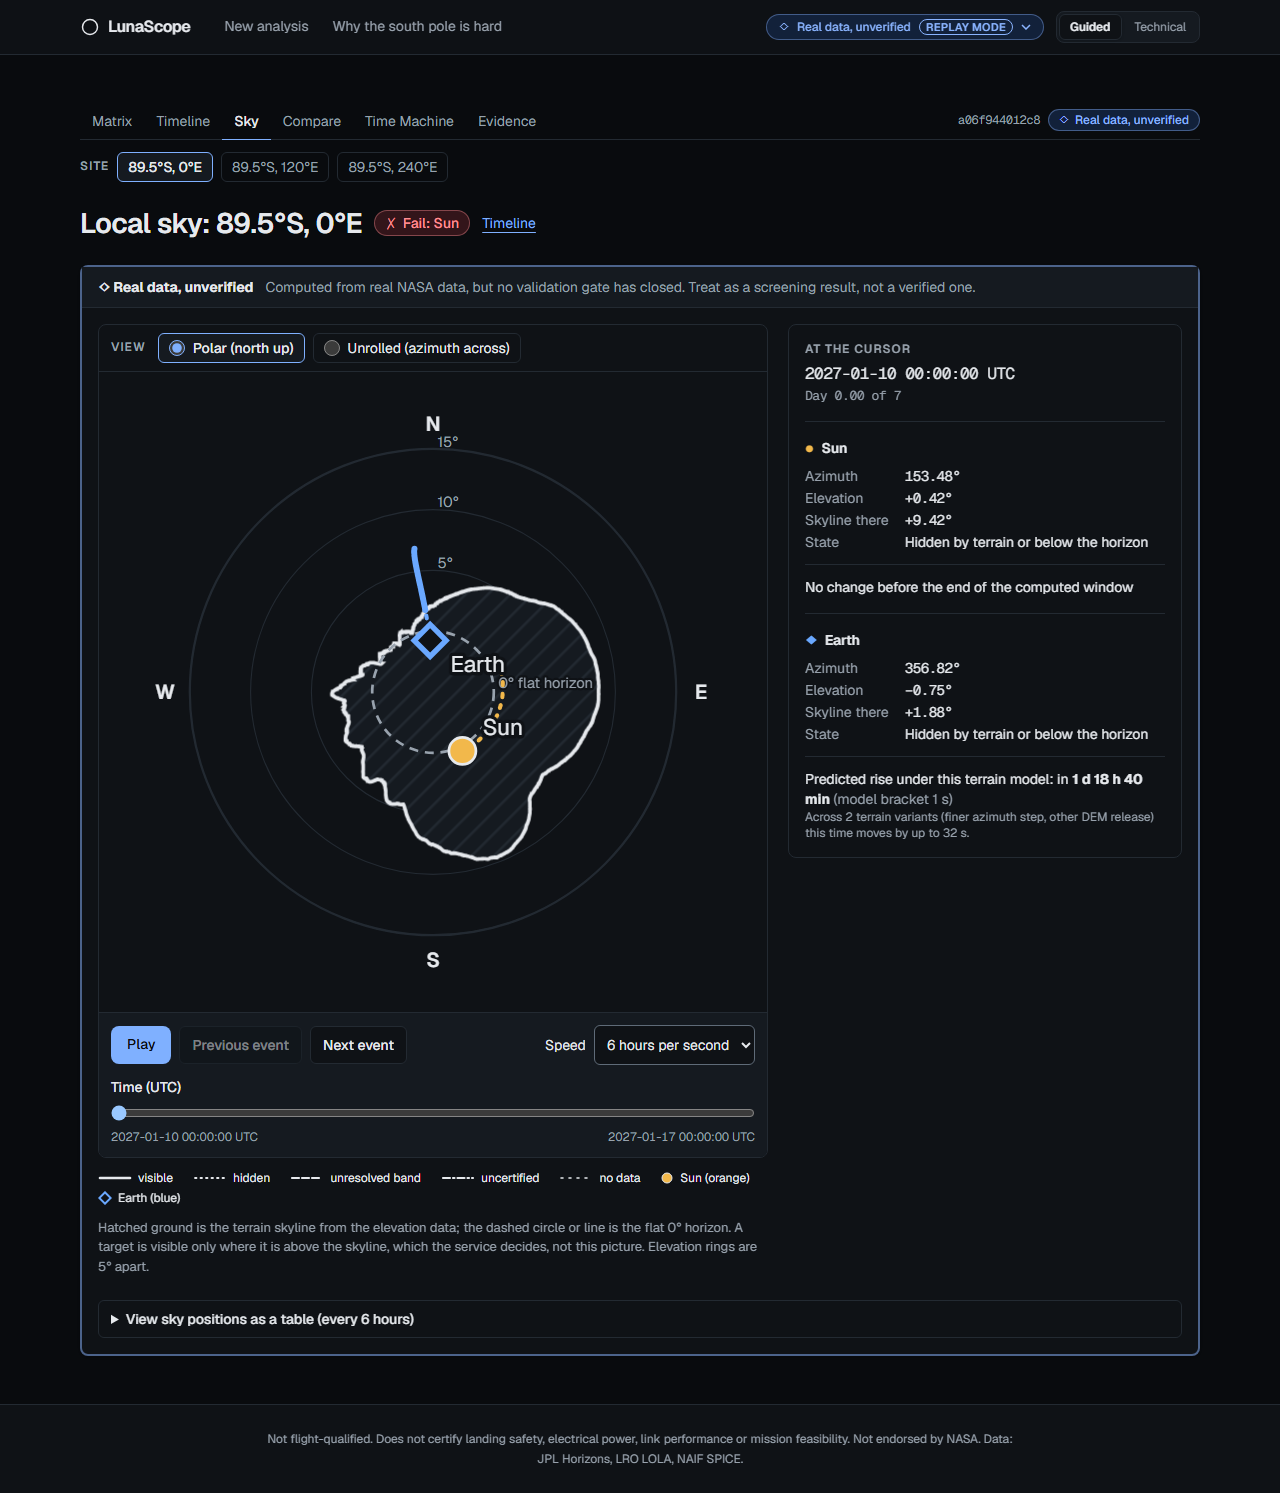 LunaScope
New analysis
Why the south pole is hard
Real data, unverified
REPLAY MODE
Guided
Technical
Matrix
Timeline
Sky
Compare
Time Machine
Evidence
a06f944012c8
Real data, unverified
SITE
89.5°S, 0°E
89.5°S, 120°E
89.5°S, 240°E
Local sky: 89.5°S, 0°E
Fail: Sun
Timeline
Real data, unverified
Computed from real NASA data, but no validation gate has closed. Treat as a screening result, not a verified one.
VIEW
Polar (north up)
Unrolled (azimuth across)
N
15°
10°
5°
Earth
0° flat horizon
W
E
Sun
S
Play
Previous event
Next event
Speed
6 hours per second
Time (UTC)
2027-01-10 00:00:00 UTC
2027-01-17 00:00:00 UTC
visible
hidden
unresolved band
uncertified
no data
Sun (orange)
Earth (blue)
Hatched ground is the terrain skyline from the elevation data; the dashed circle or line is the flat 0° horizon. A
target is visible only where it is above the skyline, which the service decides, not this picture. Elevation rings are
5° apart.
AT THE CURSOR
2027-01-10 00:00:00 UTC
Day 0.00 of 7
Sun
Azimuth 153.48°
Elevation +0.42°
Skyline there +9.42°
State Hidden by terrain or below the horizon
No change before the end of the computed window
Earth
Azimuth 356.82°
Elevation −0.75°
Skyline there +1.88°
State Hidden by terrain or below the horizon
Predicted rise under this terrain model: in 1 d 18 h 40
min (model bracket 1 s)
Across 2 terrain variants (finer azimuth step, other DEM release)
this time moves by up to 32 s.
View sky positions as a table (every 6 hours)
Not flight-qualified. Does not certify landing safety, electrical power, link performance or mission feasibility. Not endorsed by NASA. Data:
JPL Horizons, LRO LOLA, NAIF SPICE.